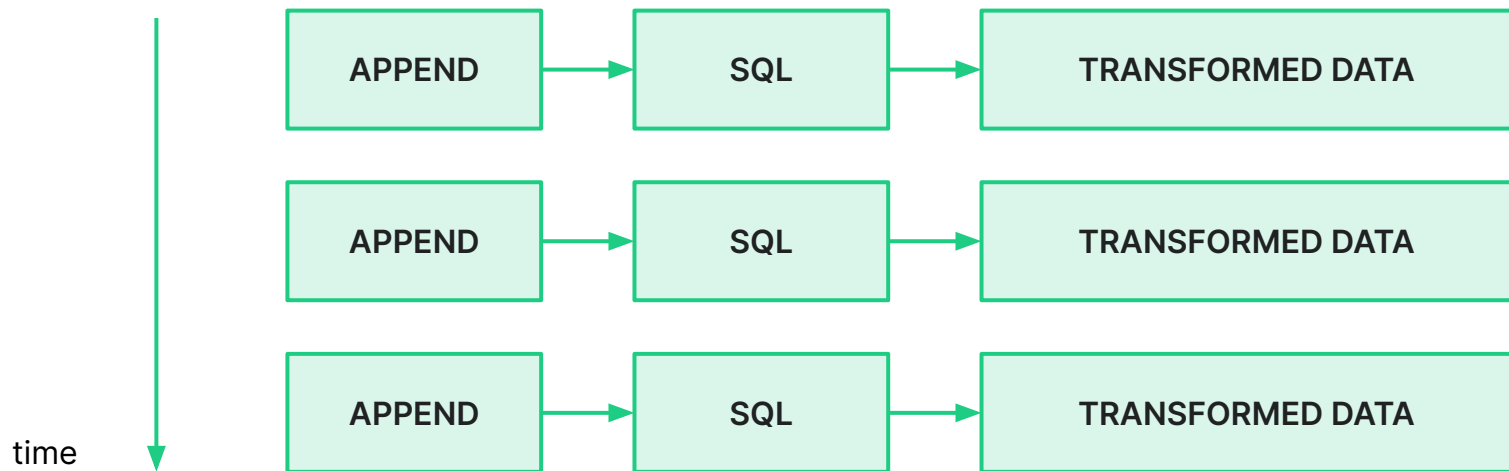 APPEND SQL TRANSFORMED DATA
APPEND SQL TRANSFORMED DATA
APPEND SQL TRANSFORMED DATA
time